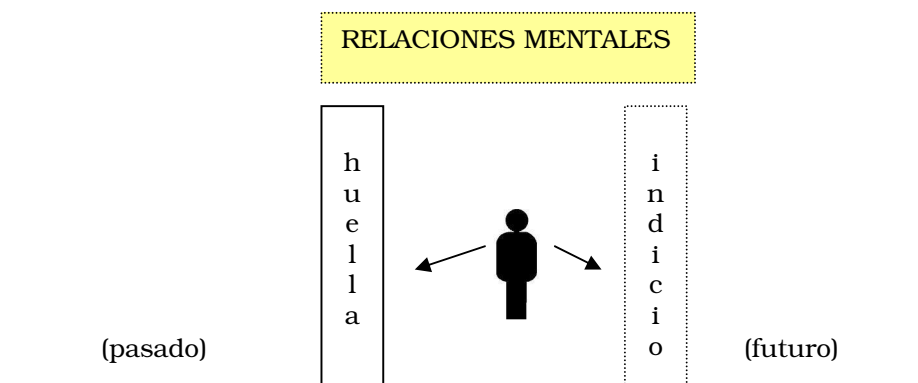 RELACIONES MENTALES
huella
indicio
(pasado)
(futuro)